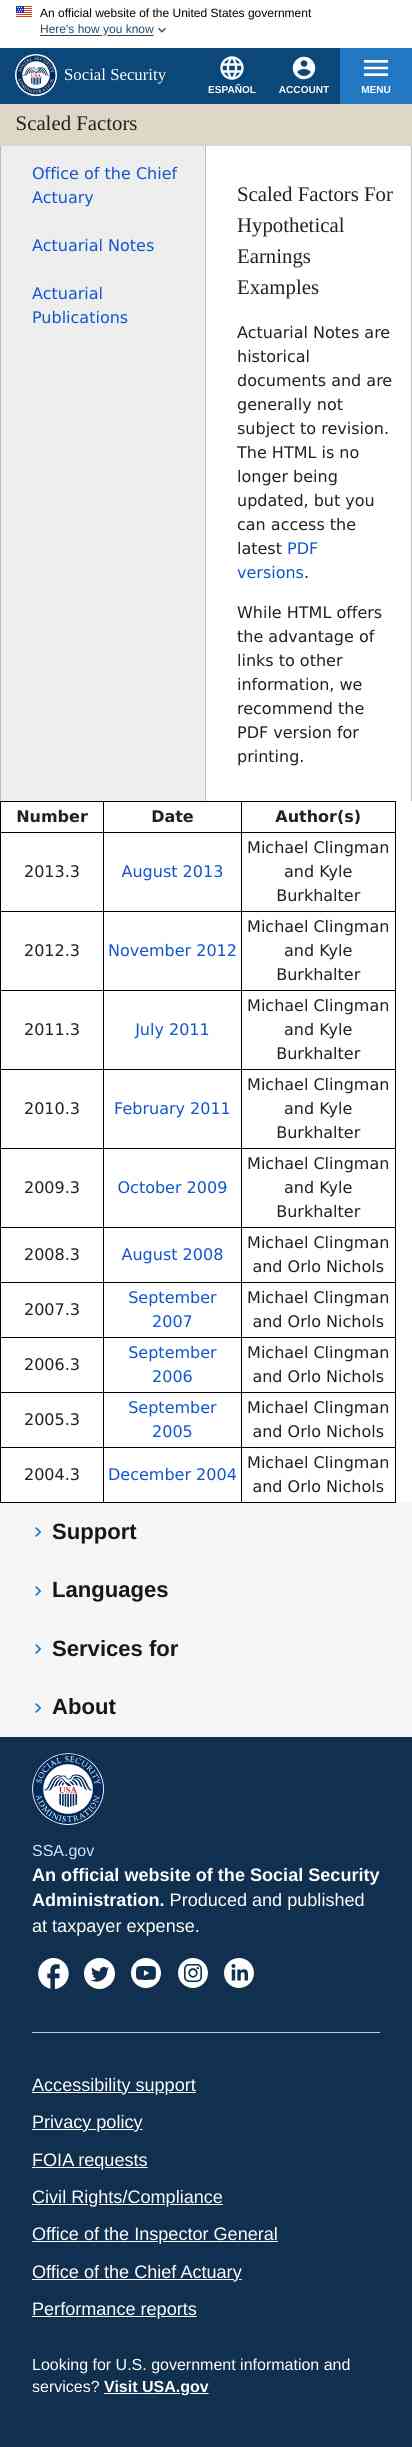 An official website of the United States government
Here's how you know
Social Security
ESPAÑOL
ACCOUNT
MENU
Scaled Factors
Office of the Chief
Actuary
Actuarial Notes
Actuarial
Publications
Scaled Factors For
Hypothetical
Earnings
Examples
Actuarial Notes are
historical
documents and are
generally not
subject to revision.
The HTML is no
longer being
updated, but you
can access the
latest PDF
versions.
While HTML offers
the advantage of
links to other
information, we
recommend the
PDF version for
printing.
Number Date Author(s)
2013.3 August 2013 Michael Clingman
and Kyle
Burkhalter
2012.3 November 2012 Michael Clingman
and Kyle
Burkhalter
2011.3 July 2011 Michael Clingman
and Kyle
Burkhalter
2010.3 February 2011 Michael Clingman
and Kyle
Burkhalter
2009.3 October 2009 Michael Clingman
and Kyle
Burkhalter
2008.3 August 2008 Michael Clingman
and Orlo Nichols
2007.3 September
2007 Michael Clingman
and Orlo Nichols
2006.3 September
2006 Michael Clingman
and Orlo Nichols
2005.3 September
2005 Michael Clingman
and Orlo Nichols
2004.3 December 2004 Michael Clingman
and Orlo Nichols
Support
Languages
Services for
About
SOCIAL SECURITY
USA
ADMINISTRATION
SSA.gov
An official website of the Social Security
Administration. Produced and published
at taxpayer expense.
Accessibility support
Privacy policy
FOIA requests
Civil Rights/Compliance
Office of the Inspector General
Office of the Chief Actuary
Performance reports
Looking for U.S. government information and
services? Visit USA.gov